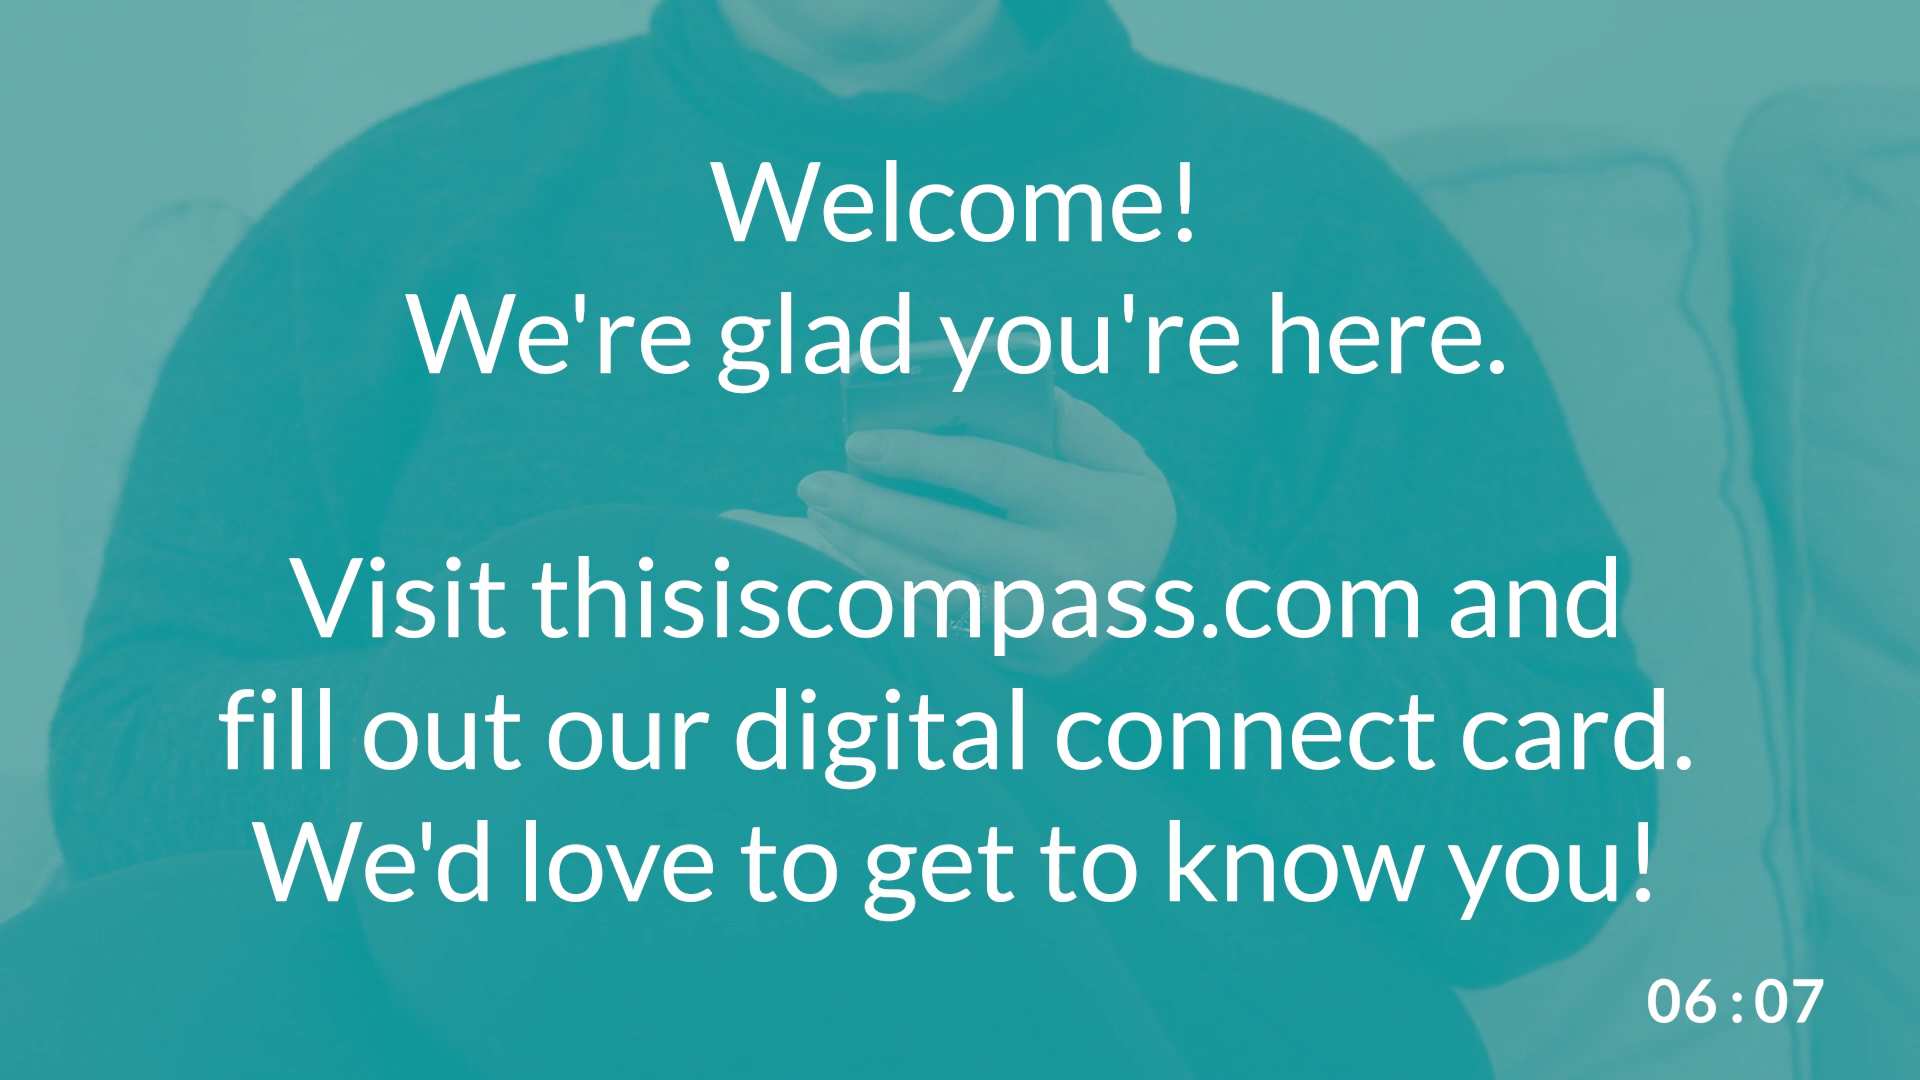 Welcome!
We're glad you're here.
Visit thisiscompass.com and
fill out our digital connect card.
We'd love to get to know you!
06:07